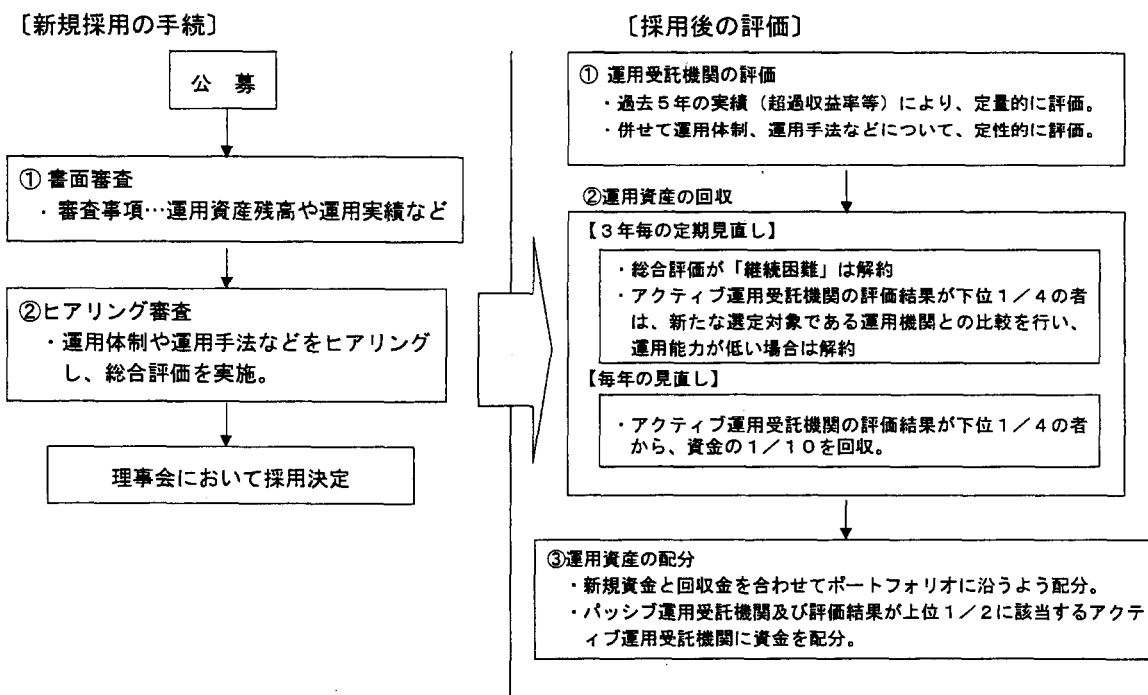 〔新規採用の手続〕
公 募
① 書面審査
・審査事項…運用資産残高や運用実績など
②ヒアリング審査
・運用体制や運用手法などをヒアリング
し、総合評価を実施。
理事会において採用決定
〔採用後の評価〕
① 運用受託機関の評価
・過去5年の実績（超過収益率等）により、定量的に評価。
・併せて運用体制、運用手法などについて、定性的に評価。
②運用資産の回収
【3年毎の定期見直し】
・総合評価が「継続困難」は解約
・アクティブ運用受託機関の評価結果が下位1／4の者
は、新たな選定対象である運用機関との比較を行い、
運用能力が低い場合は解約
【毎年の見直し】
・アクティブ運用受託機関の評価結果が下位1／4の者
から、資金の1／10を回収。
③運用資産の配分
・新規資金と回収金を合わせてポートフォリオに沿うよう配分。
・パッシブ運用受託機関及び評価結果が上位1／2に該当するアクテ
ィブ運用受託機関に資金を配分。